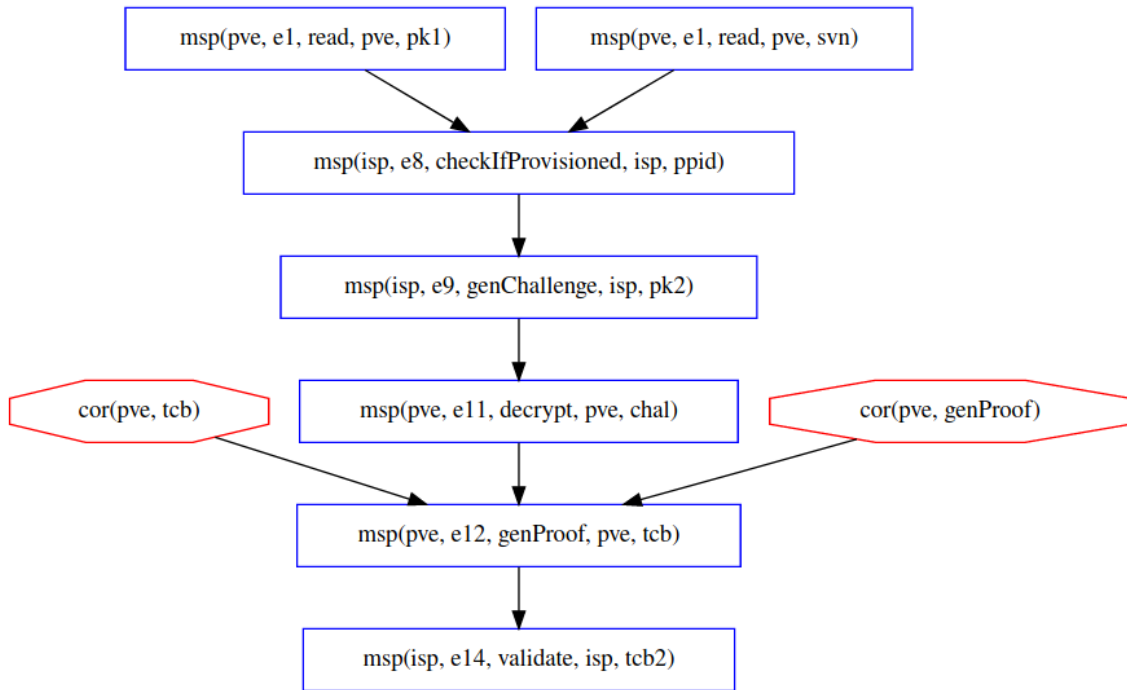 msp(pve, e1, read, pve, pk1)
msp(pve, e1, read, pve, svn)
msp(isp, e8, checkIfProvisioned, isp, ppid)
msp(isp, e9, genChallenge, isp, pk2)
cor(pve, tcb)
msp(pve, e11, decrypt, pve, chal)
cor(pve, genProof)
msp(pve, e12, genProof, pve, tcb)
msp(isp, e14, validate, isp, tcb2)